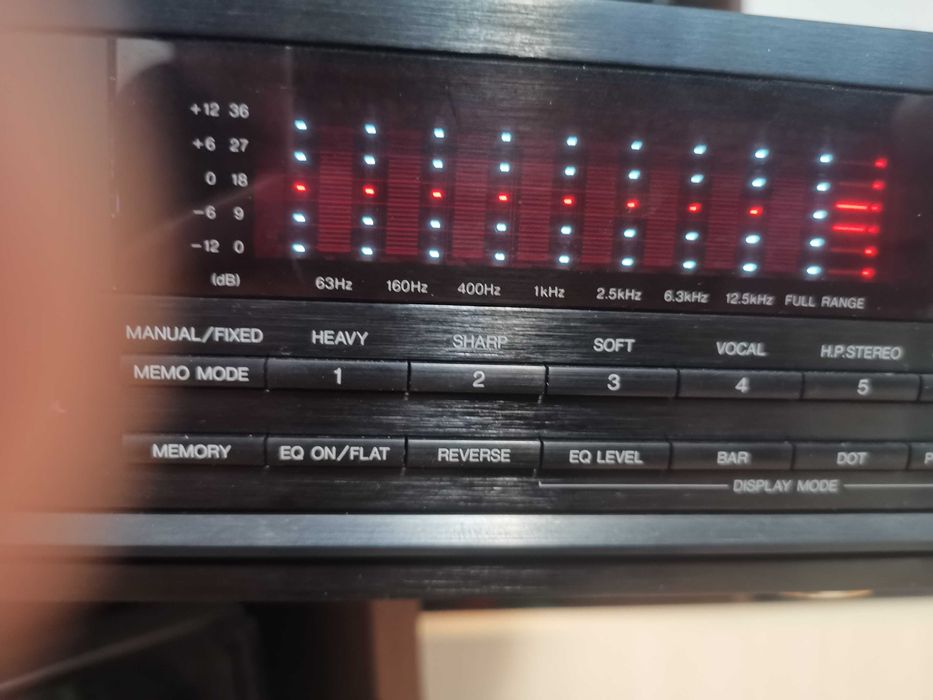 +12 36
+6 27
0 18
−6 9
−12 0
(dB) 63Hz 160Hz 400Hz 1kHz 2.5kHz 6.3kHz 12.5kHz FULL RANGE
MANUAL/FIXED HEAVY SHARP SOFT VOCAL H.P.STEREO
MEMO MODE 1 2 3 4 5
MEMORY EQ ON/FLAT REVERSE EQ LEVEL BAR DOT
DISPLAY MODE